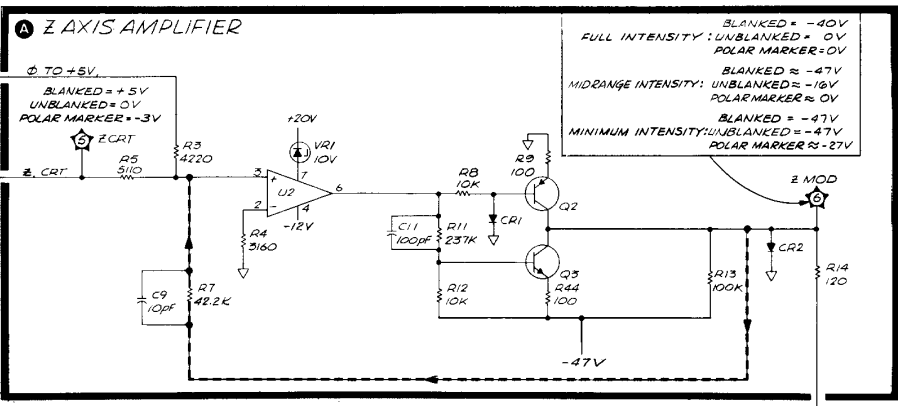 A Z AXIS AMPLIFIER
BLANKED = -40V
FULL INTENSITY : UNBLANKED = 0V
POLAR MARKER = 0V
BLANKED ≈ -47V
MIDRANGE INTENSITY: UNBLANKED ≈ -16V
POLAR MARKER ≈ 0V
BLANKED = -47V
MINIMUM INTENSITY: UNBLANKED = -47V
POLAR MARKER ≈ -27V
Ø TO +5V,
BLANKED = +5V
UNBLANKED = 0V
POLAR MARKER = -3V
5 Z CRT
Z. CRT
R5
5110
R3
4220
+20V
VR1
10V
3
+
7
U2
6
2
-
4
-12V
R4
3160
C9
10pF
R7
42.2K
R8
10K
CR1
R9
100
Q2
C11
100pF
R11
237K
R12
10K
Q3
R44
100
-47V
R13
100K
CR2
Z MOD
6
R14
120